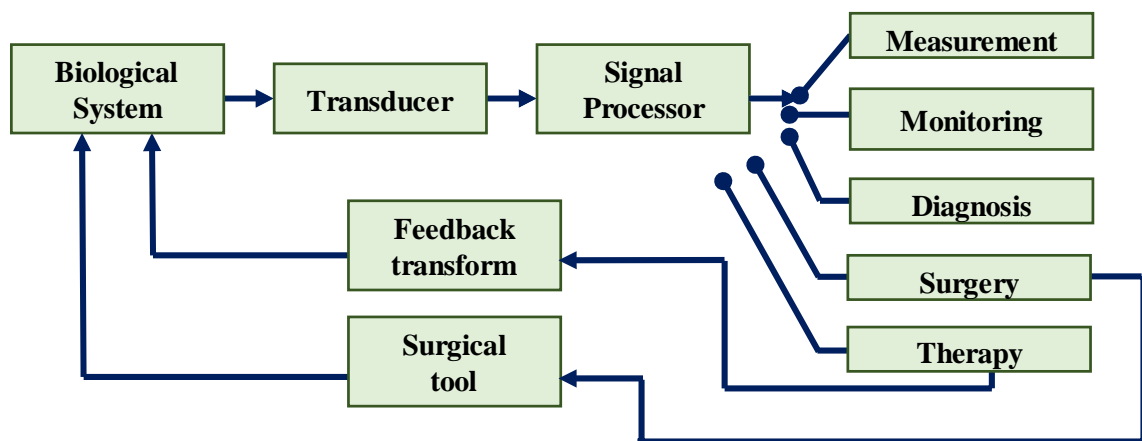 Biological
System
Transducer
Signal
Processor
Measurement
Monitoring
Diagnosis
Surgery
Therapy
Feedback
transform
Surgical
tool